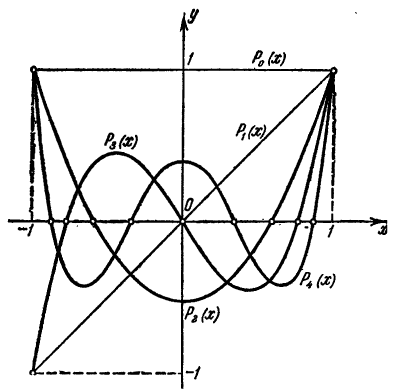 y
1
P₀(x)
P₃(x)
P₁(x)
0
-1
1
x
P₄(x)
P₂(x)
-1